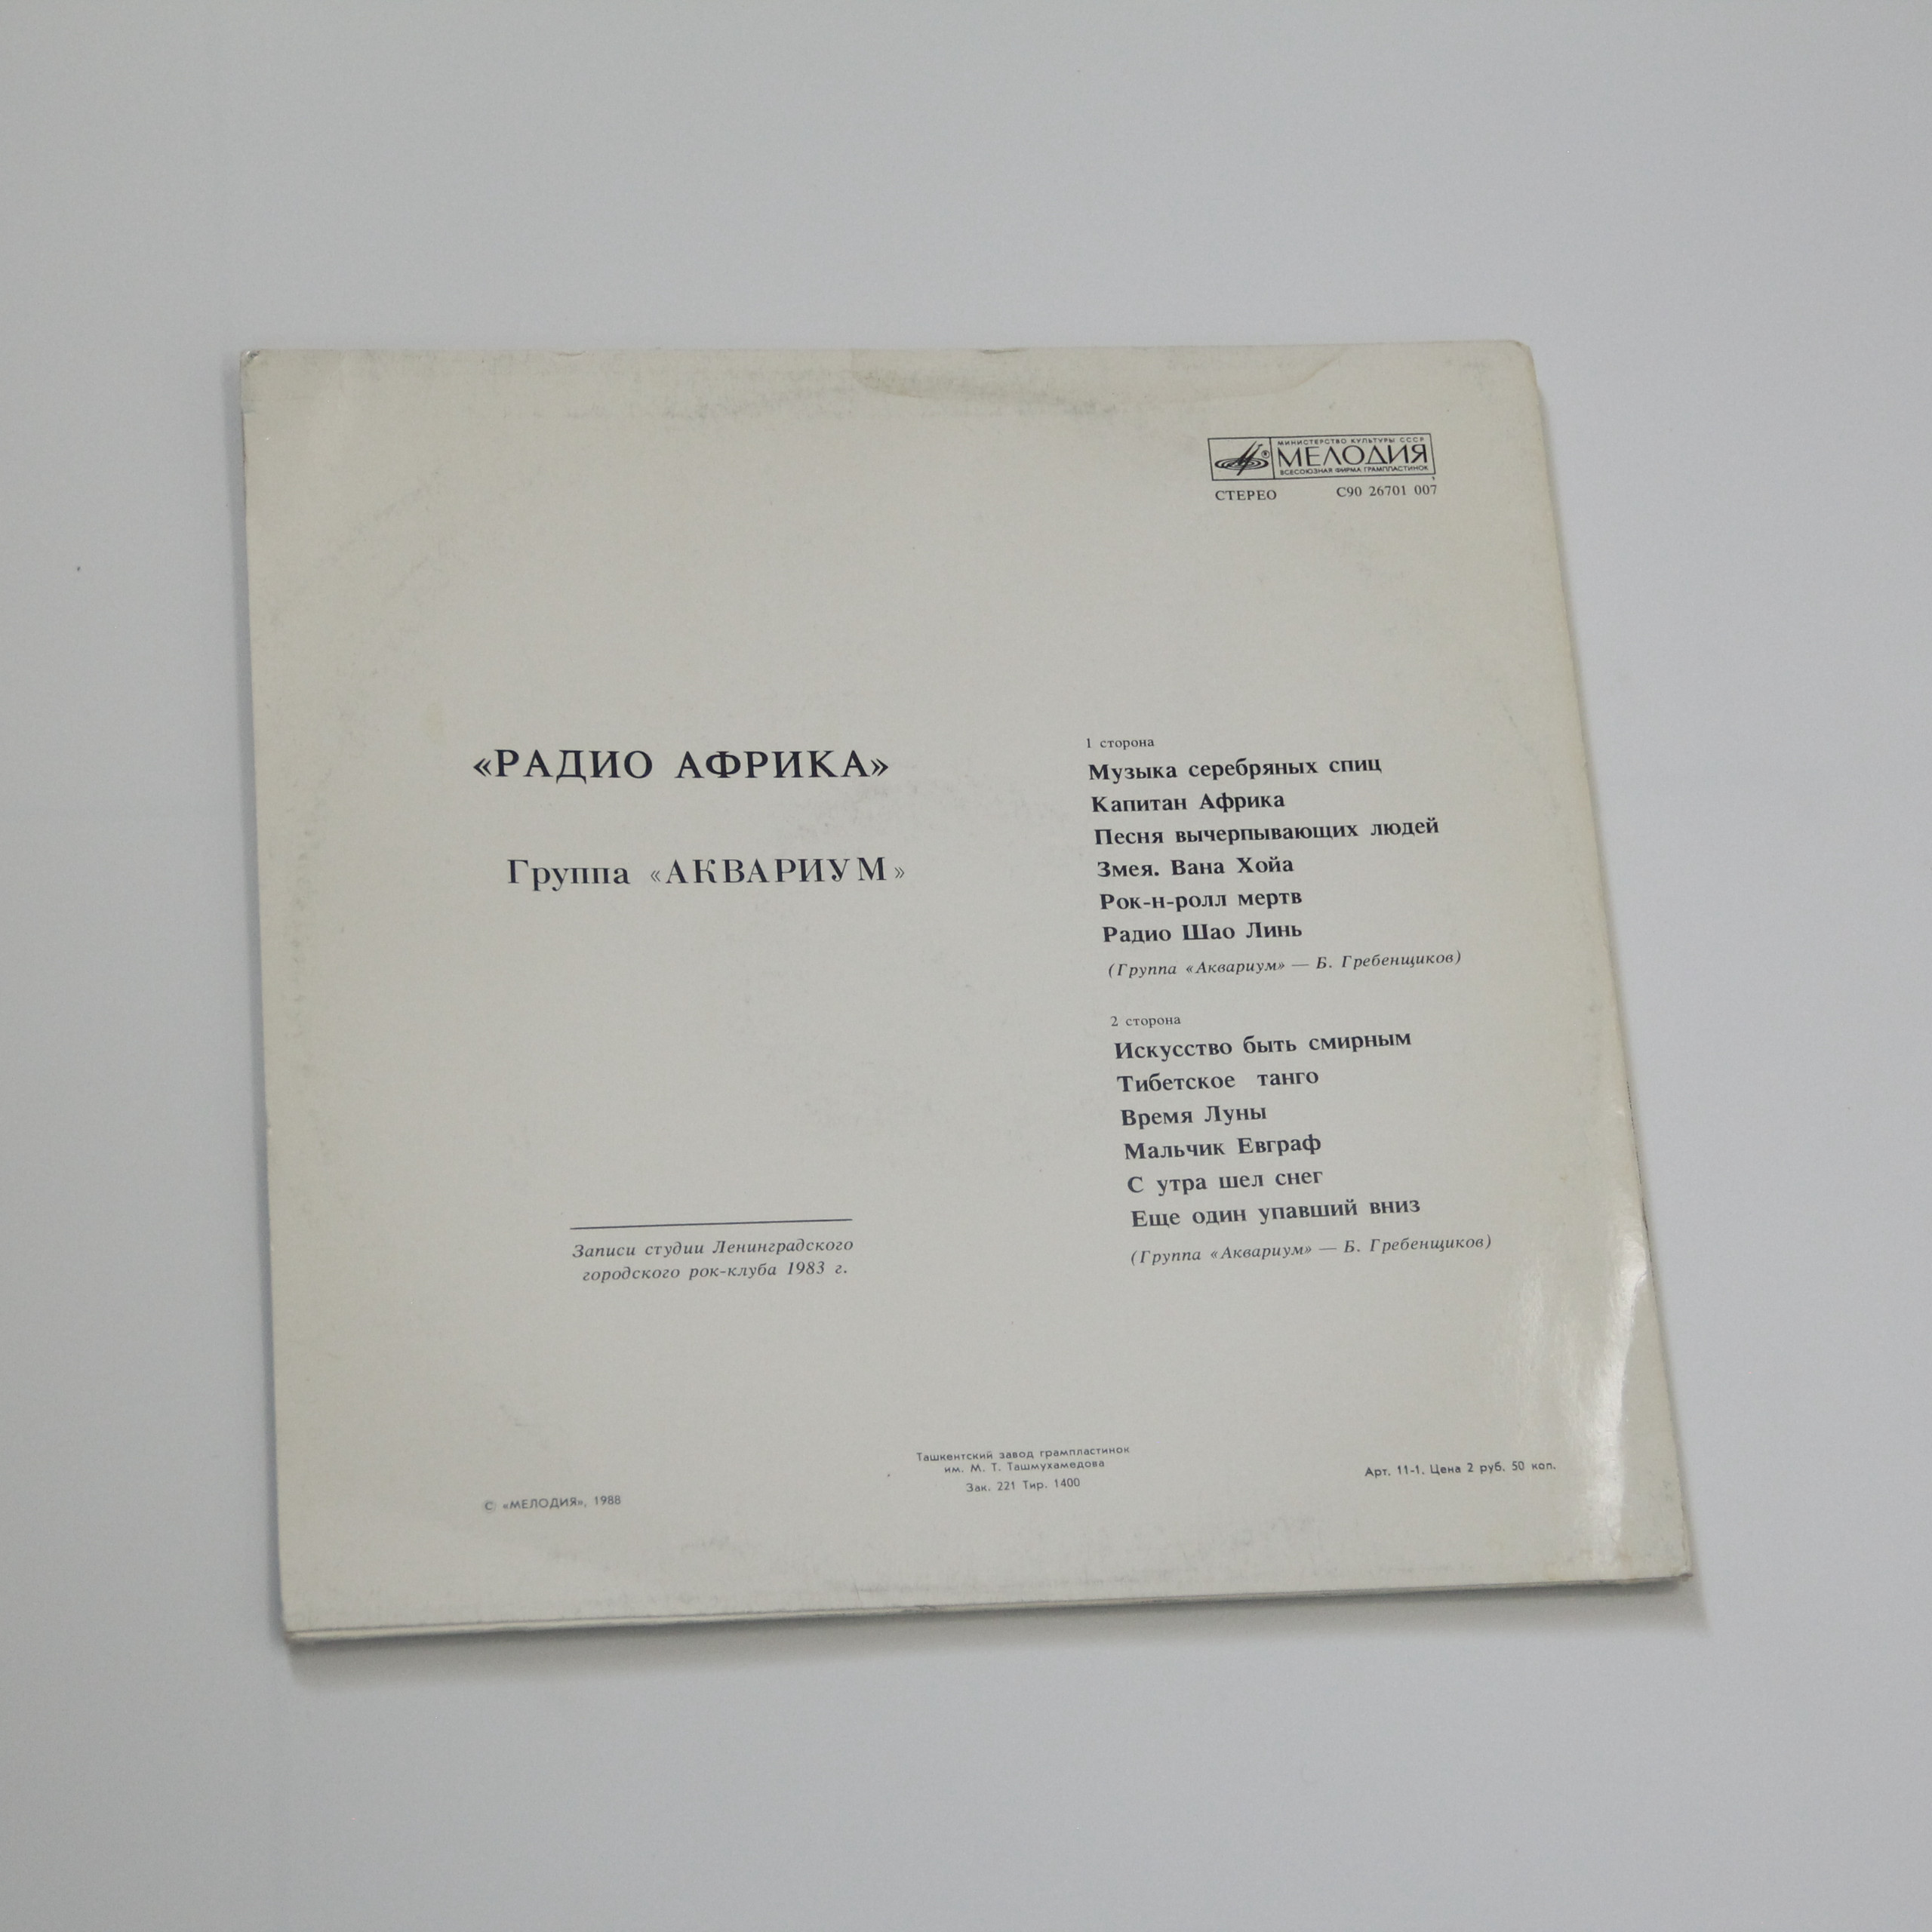 МИНИСТЕРСТВО КУЛЬТУРЫ СССР
МЕЛОДИЯ
ВСЕСОЮЗНАЯ ФИРМА ГРАМПЛАСТИНОК
СТЕРЕО С90 26701 007
«РАДИО АФРИКА»
Группа «АКВАРИУМ»
1 сторона
Музыка серебряных спиц
Капитан Африка
Песня вычерпывающих людей
Змея. Вана Хойа
Рок-н-ролл мертв
Радио Шао Линь
(Группа «Аквариум» — Б. Гребенщиков)
2 сторона
Искусство быть смирным
Тибетское танго
Время Луны
Мальчик Евграф
С утра шел снег
Еще один упавший вниз
(Группа «Аквариум» — Б. Гребенщиков)
Записи студии Ленинградского
городского рок-клуба 1983 г.
© «МЕЛОДИЯ», 1988
Ташкентский завод грампластинок
им. М. Т. Ташмухамедова
Зак. 221 Тир. 1400
Арт. 11-1. Цена 2 руб. 50 коп.